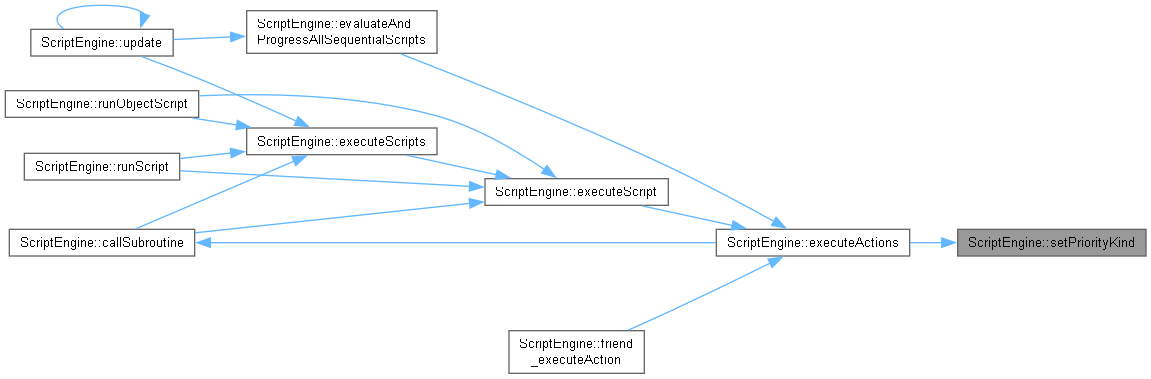 ScriptEngine::update
ScriptEngine::evaluateAnd
ProgressAllSequentialScripts
ScriptEngine::runObjectScript
ScriptEngine::executeScripts
ScriptEngine::runScript
ScriptEngine::executeScript
ScriptEngine::callSubroutine
ScriptEngine::executeActions
ScriptEngine::setPriorityKind
ScriptEngine::friend
_executeAction